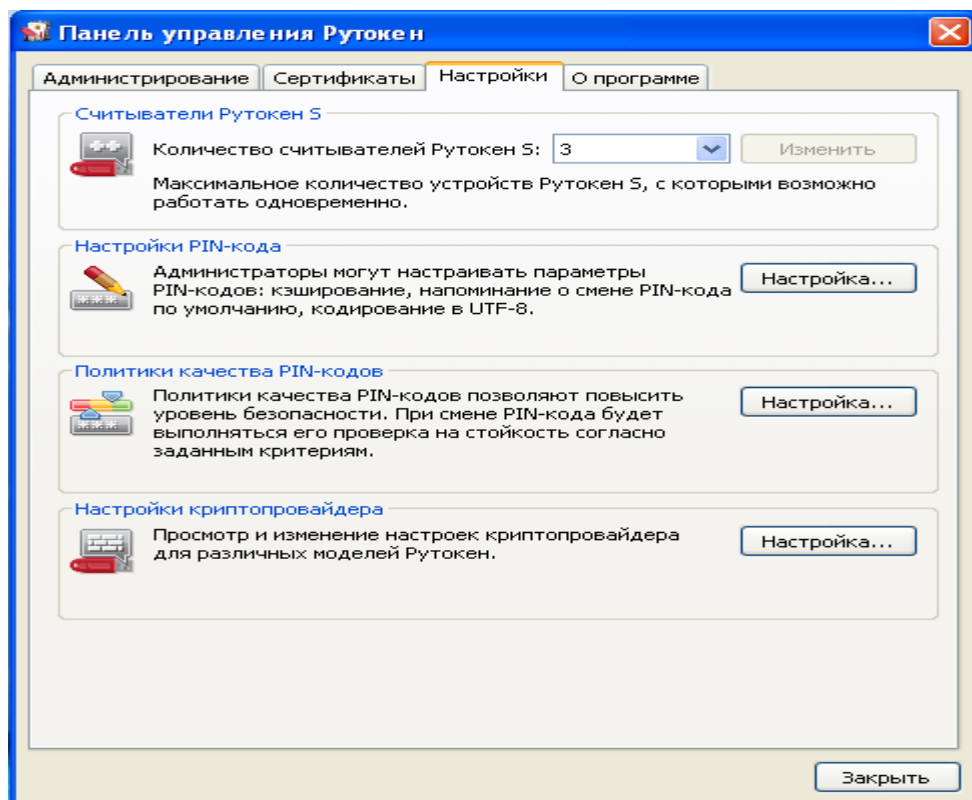 Панель управления Рутокен
Администрирование
Сертификаты
Настройки
О программе
Считыватели Рутокен S
Количество считывателей Рутокен S:
3
Изменить
Максимальное количество устройств Рутокен S, с которыми возможно
работать одновременно.
Настройки PIN-кода
Администраторы могут настраивать параметры
PIN-кодов: кэширование, напоминание о смене PIN-кода
по умолчанию, кодирование в UTF-8.
Настройка...
Политики качества PIN-кодов
Политики качества PIN-кодов позволяют повысить
уровень безопасности. При смене PIN-кода будет
выполняться его проверка на стойкость согласно
заданным критериям.
Настройка...
Настройки криптопровайдера
Просмотр и изменение настроек криптопровайдера
для различных моделей Рутокен.
Настройка...
Закрыть